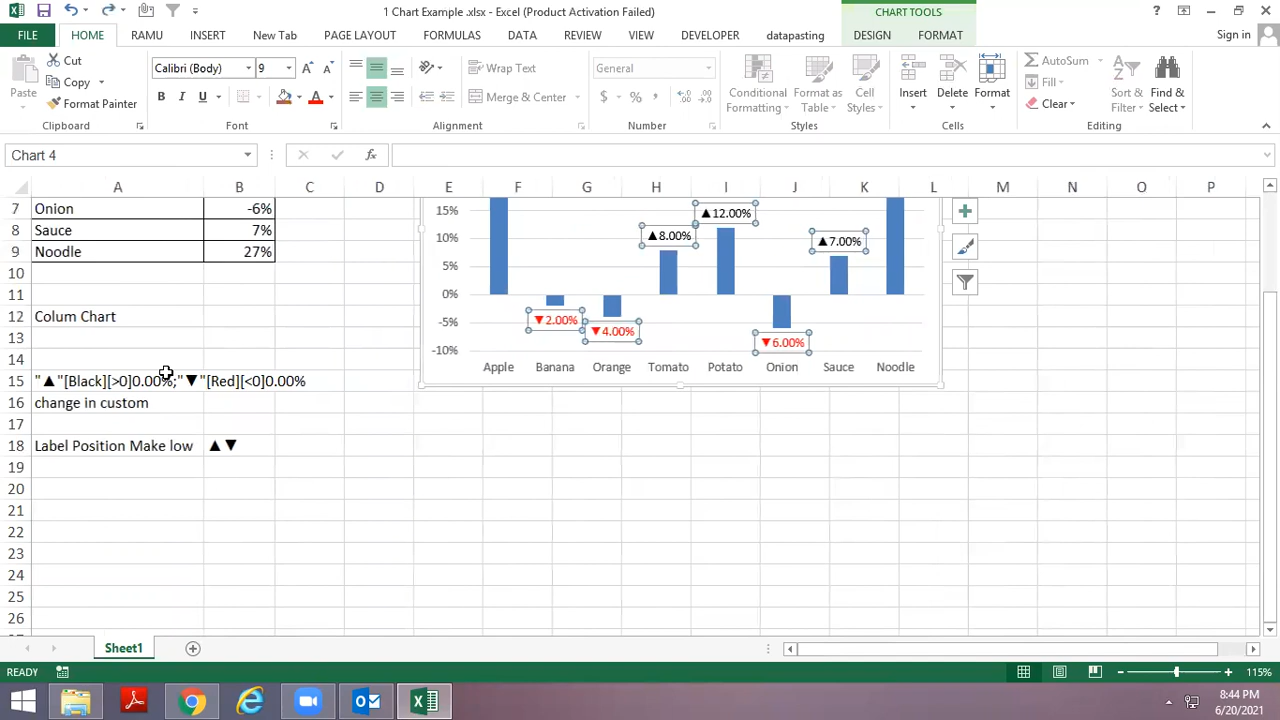 1 Chart Example .xlsx - Excel (Product Activation Failed)
CHART TOOLS
?
FILE HOME RAMU INSERT New Tab PAGE LAYOUT FORMULAS DATA REVIEW VIEW DEVELOPER datapasting DESIGN FORMAT Sign in
Paste
Cut
Copy
Format Painter
Calibri (Body) 9
B I U
Wrap Text
Merge & Center
General
$ % ,
Conditional Formatting
Format as Table
Cell Styles
Insert Delete Format
AutoSum
Fill
Clear
Sort & Filter
Find & Select
Clipboard Font Alignment Number Styles Cells Editing
Chart 4
fx
A B C D E F G H I J K L M N O P
7 Onion -6%
8 Sauce 7%
9 Noodle 27%
10
11
12 Colum Chart
13
14
15 "▲"[Black][>0]0.00%;"▼"[Red][<0]0.00%
16 change in custom
17
18 Label Position Make low ▲▼
19
20
21
22
23
24
25
26
15%
10%
5%
0%
-5%
-10%
▲12.00%
▲8.00%
▲7.00%
▼2.00%
▼4.00%
▼6.00%
Apple Banana Orange Tomato Potato Onion Sauce Noodle
Sheet1
READY
115%
8:44 PM
6/20/2021